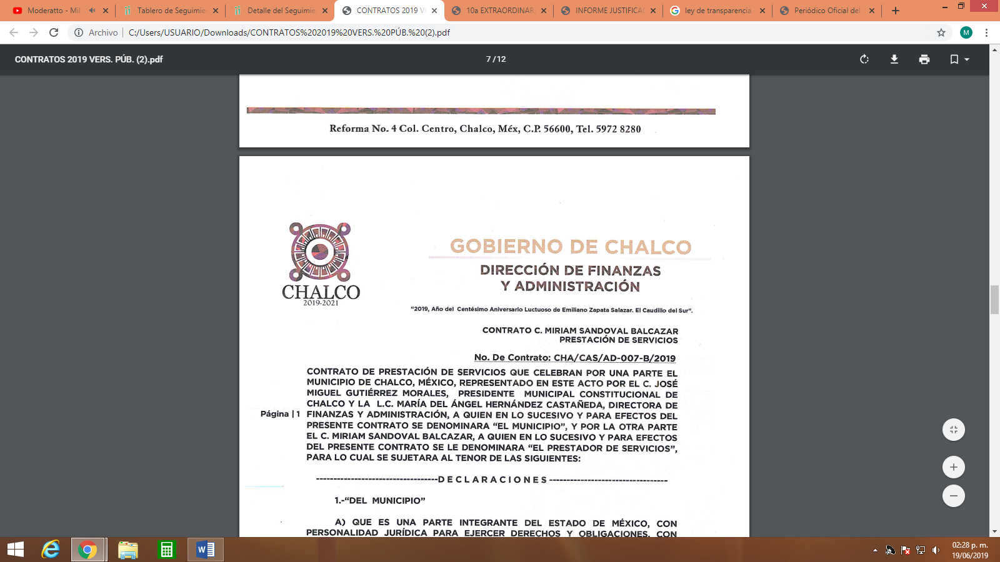 Moderatto - Mil
Tablero de Seguimie
Detalle del Seguimie
CONTRATOS 2019 VE
10a EXTRAORDINAR
INFORME JUSTIFICA
ley de transparencia
Periódico Oficial del
Archivo
C:/Users/USUARIO/Downloads/CONTRATOS%202019%20VERS.%20PÚB.%20(2).pdf
M
CONTRATOS 2019 VERS. PÚB. (2).pdf
7 / 12
Reforma No. 4 Col. Centro, Chalco, Méx, C.P. 56600, Tel. 5972 8280
CHALCO
2019-2021
GOBIERNO DE CHALCO
DIRECCIÓN DE FINANZAS
Y ADMINISTRACIÓN
“2019, Año del Centésimo Aniversario Luctuoso de Emiliano Zapata Salazar. El Caudillo del Sur”.
CONTRATO C. MIRIAM SANDOVAL BALCAZAR
PRESTACIÓN DE SERVICIOS
No. De Contrato: CHA/CAS/AD-007-B/2019
CONTRATO DE PRESTACIÓN DE SERVICIOS QUE CELEBRAN POR UNA PARTE EL
MUNICIPIO DE CHALCO, MÉXICO, REPRESENTADO EN ESTE ACTO POR EL C. JOSÉ
MIGUEL GUTIÉRREZ MORALES, PRESIDENTE MUNICIPAL CONSTITUCIONAL DE
CHALCO Y LA L.C. MARÍA DEL ÁNGEL HERNÁNDEZ CASTAÑEDA, DIRECTORA DE
Página | 1
FINANZAS Y ADMINISTRACIÓN, A QUIEN EN LO SUCESIVO Y PARA EFECTOS DEL
PRESENTE CONTRATO SE DENOMINARA “EL MUNICIPIO”, Y POR LA OTRA PARTE
EL C. MIRIAM SANDOVAL BALCAZAR, A QUIEN EN LO SUCESIVO Y PARA EFECTOS
DEL PRESENTE CONTRATO SE LE DENOMINARA “EL PRESTADOR DE SERVICIOS”,
PARA LO CUAL SE SUJETARA AL TENOR DE LAS SIGUIENTES:
-----------------------------------D E C L A R A C I O N E S ----------------------------------
1.-“DEL MUNICIPIO”
A) QUE ES UNA PARTE INTEGRANTE DEL ESTADO DE MÉXICO, CON
PERSONALIDAD JURÍDICA PARA EJERCER DERECHOS Y OBLIGACIONES, CON
02:28 p. m.
19/06/2019